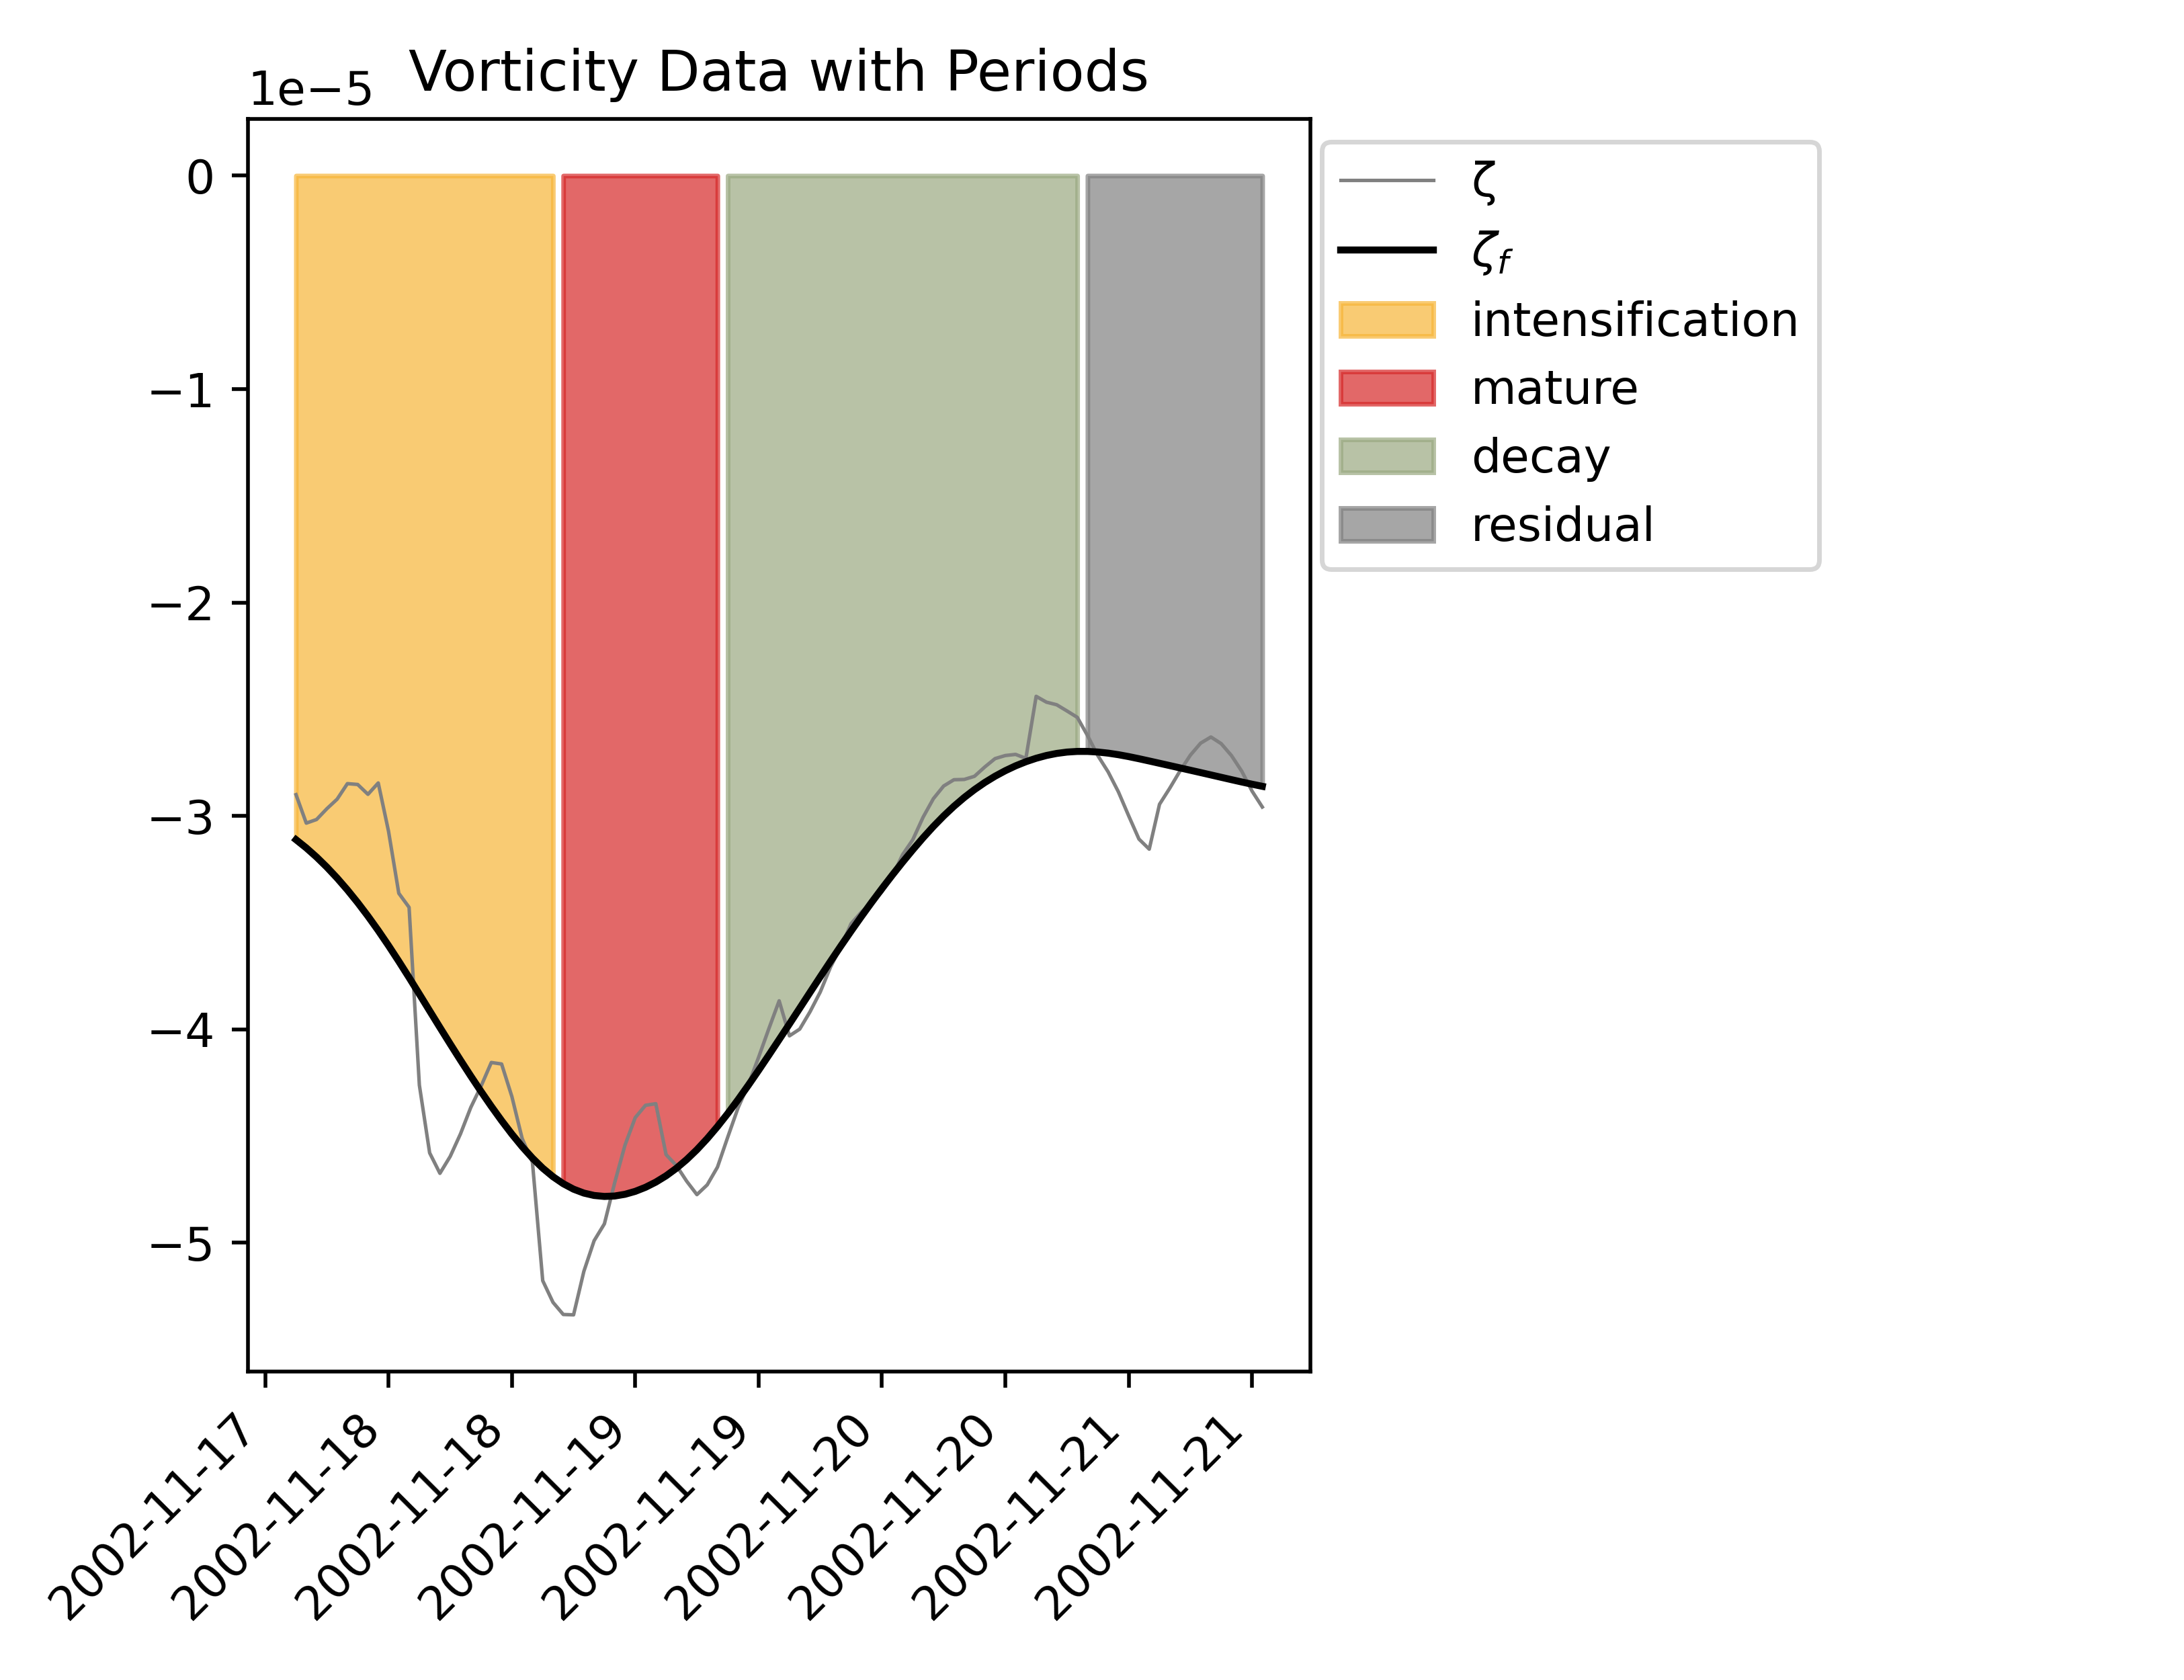 Vorticity Data with Periods
1e−5
0
−1
−2
−3
−4
−5
2002-11-17
2002-11-18
2002-11-18
2002-11-19
2002-11-19
2002-11-20
2002-11-20
2002-11-21
2002-11-21
ζ
ζf
intensification
mature
decay
residual